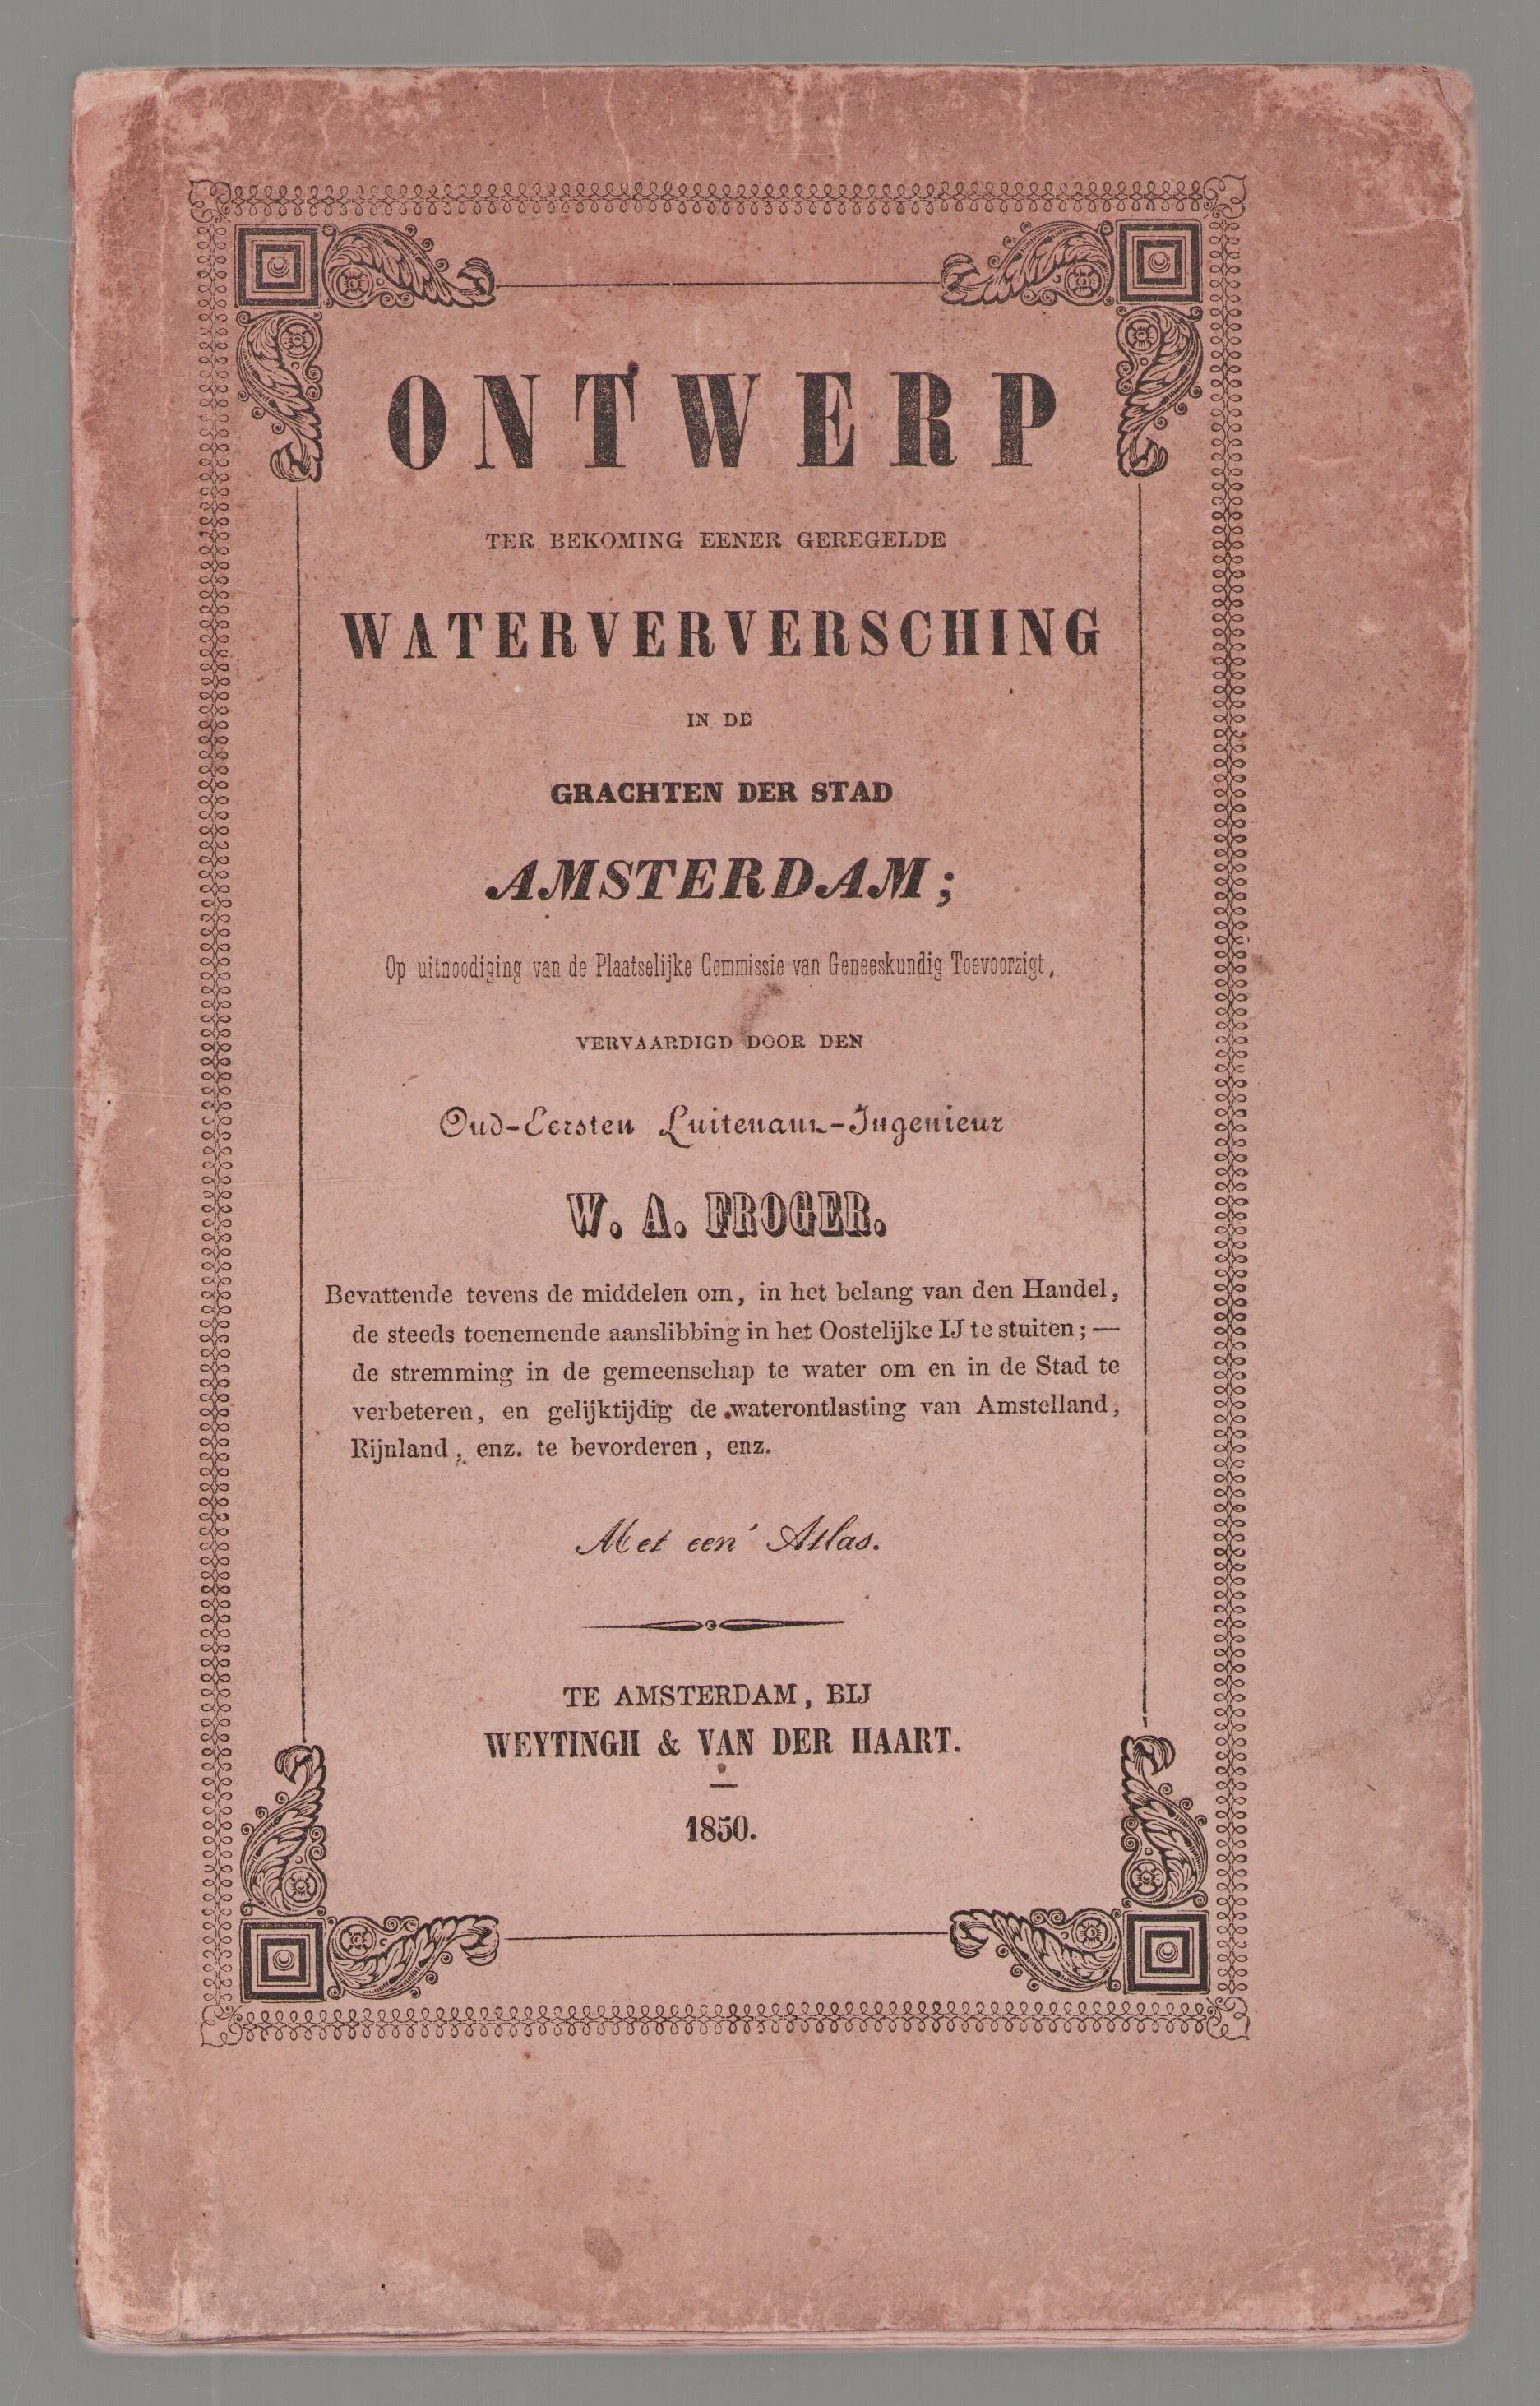 ONTWERP
TER BEKOMING EENER GEREGELDE
WATERVERVERSCHING
IN DE
GRACHTEN DER STAD
AMSTERDAM;
Op uitnoodiging van de Plaatselijke Commissie van Geneeskundig Toevoorzigt,
VERVAARDIGD DOOR DEN
Oud-Eersten Luitenant-Ingenieur
W. A. FROGER.
Bevattende tevens de middelen om, in het belang van den Handel,
de steeds toenemende aanslibbing in het Oostelijke IJ te stuiten; —
de stremming in de gemeenschap te water om en in de Stad te
verbeteren, en gelijktijdig de waterontlasting van Amstelland,
Rijnland, enz. te bevorderen, enz.
Met een' Atlas.
TE AMSTERDAM, BIJ
WEYTINGH & VAN DER HAART.
1850.